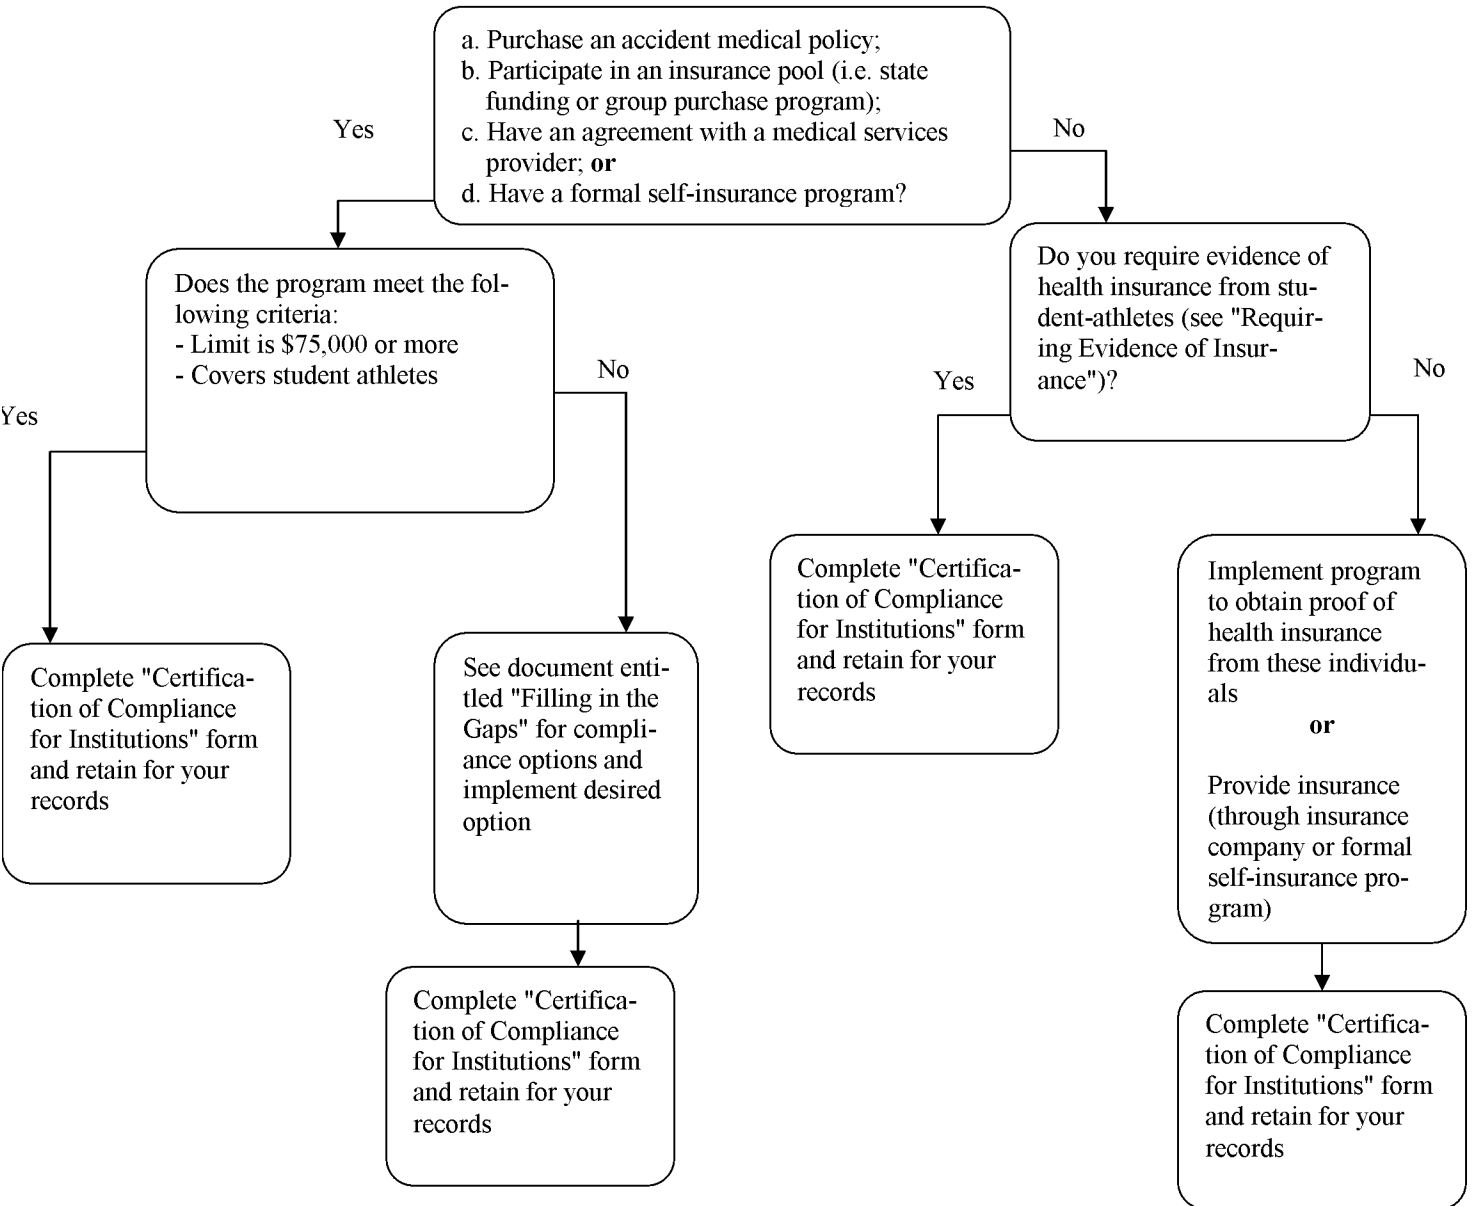 a. Purchase an accident medical policy;
b. Participate in an insurance pool (i.e. state
funding or group purchase program);
c. Have an agreement with a medical services
provider; or
d. Have a formal self-insurance program?
Yes
No
Does the program meet the fol-
lowing criteria:
- Limit is $75,000 or more
- Covers student athletes
Do you require evidence of
health insurance from stu-
dent-athletes (see "Requir-
ing Evidence of Insur-
ance")?
Yes
No
Yes
No
Complete "Certifica-
tion of Compliance
for Institutions" form
and retain for your
records
See document enti-
tled "Filling in the
Gaps" for compli-
ance options and
implement desired
option
Complete "Certifica-
tion of Compliance
for Institutions" form
and retain for your
records
Complete "Certifica-
tion of Compliance
for Institutions" form
and retain for your
records
Implement program
to obtain proof of
health insurance
from these individu-
als
or
Provide insurance
(through insurance
company or formal
self-insurance pro-
gram)
Complete "Certifica-
tion of Compliance
for Institutions" form
and retain for your
records